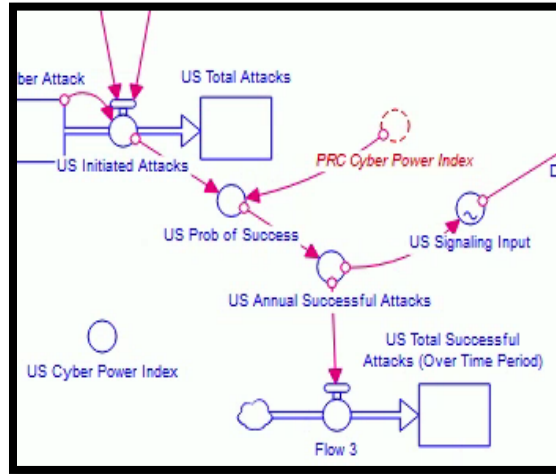 ber Attack
US Total Attacks
PRC Cyber Power Index
US Initiated Attacks
US Prob of Success
US Signaling Input
US Annual Successful Attacks
US Total Successful
Attacks (Over Time Period)
US Cyber Power Index
Flow 3